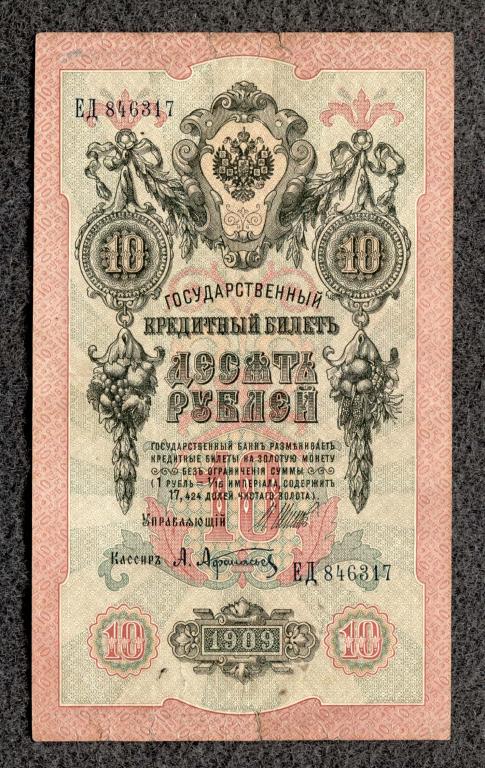 ЕД 846317
10 10
ГОСУДАРСТВЕННЫЙ
КРЕДИТНЫЙ БИЛЕТЪ
ДЕСЯТЬ
РУБЛЕЙ
ГОСУДАРСТВЕННЫЙ БАНКЪ РАЗМѢНИВАЕТЪ
КРЕДИТНЫЕ БИЛЕТЫ НА ЗОЛОТУЮ МОНЕТУ
БЕЗЪ ОГРАНИЧЕНІЯ СУММЫ
(1 РУБЛЬ = 1/15 ИМПЕРІАЛА, СОДЕРЖИТЪ
17,424 ДОЛЕЙ ЧИСТАГО ЗОЛОТА).
10
УПРАВЛЯЮЩІЙ
Кассиръ А. Афанасьев
ЕД 846317
10 1909 10